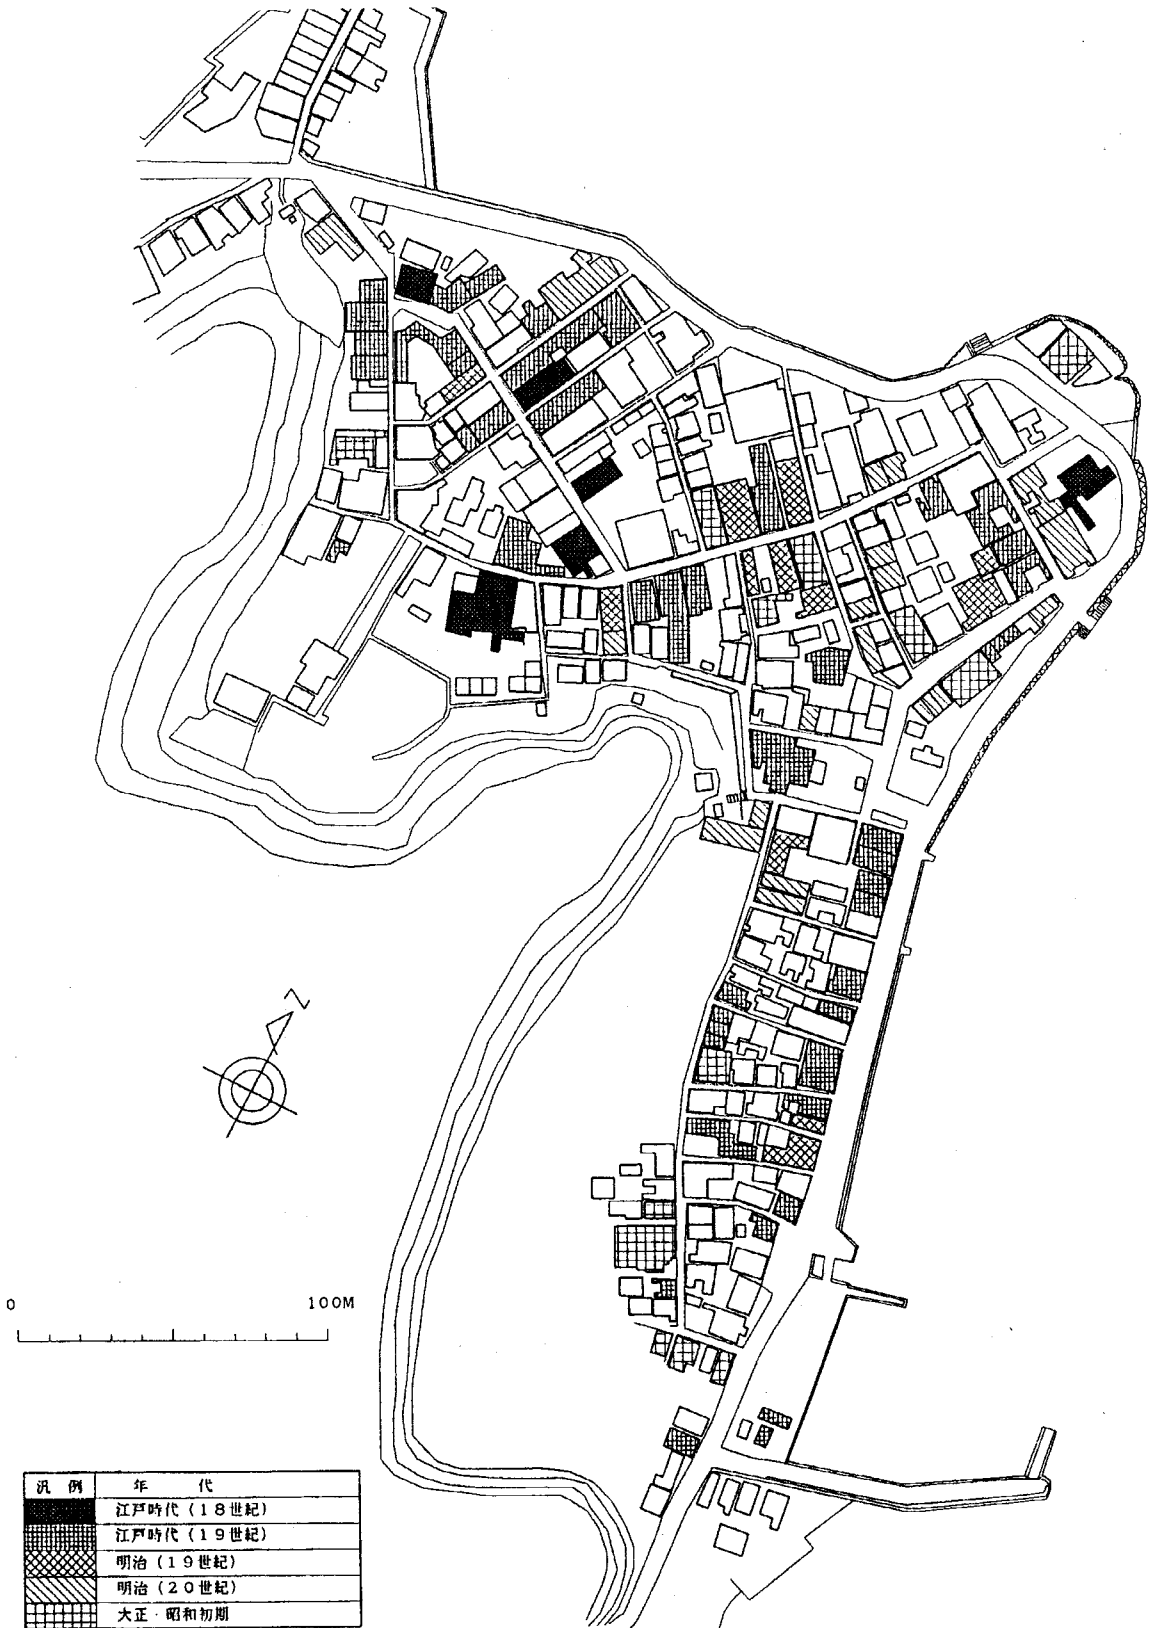 N
0 100M
汎例 年代
江戸時代(18世紀)
江戸時代(19世紀)
明治(19世紀)
明治(20世紀)
大正・昭和初期